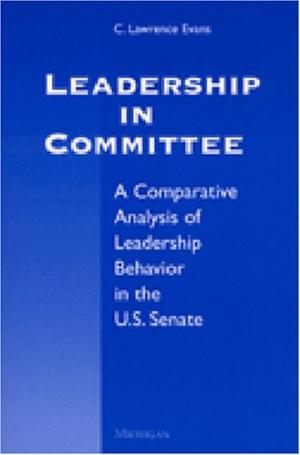 C. Lawrence Evans
LEADERSHIP
IN
COMMITTEE
A Comparative
Analysis of
Leadership
Behavior
in the
U.S. Senate
MICHIGAN